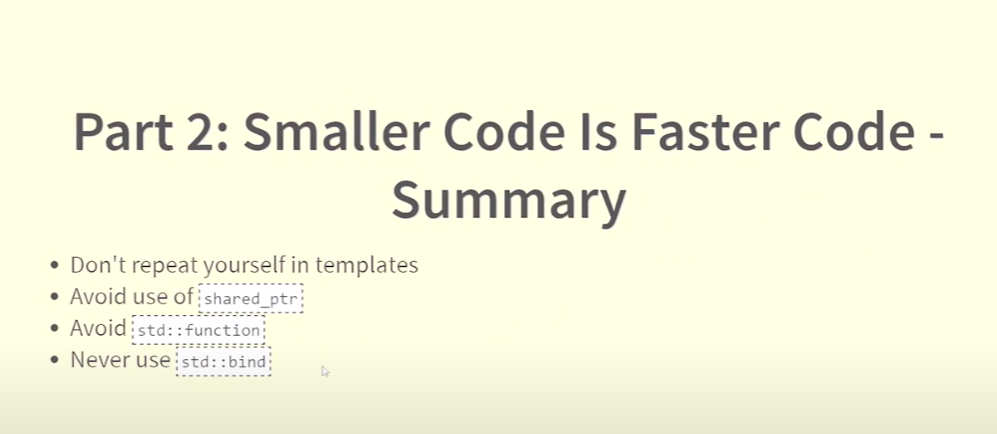 Part 2: Smaller Code Is Faster Code -
Summary
Don't repeat yourself in templates
Avoid use of shared_ptr
Avoid std::function
Never use std::bind